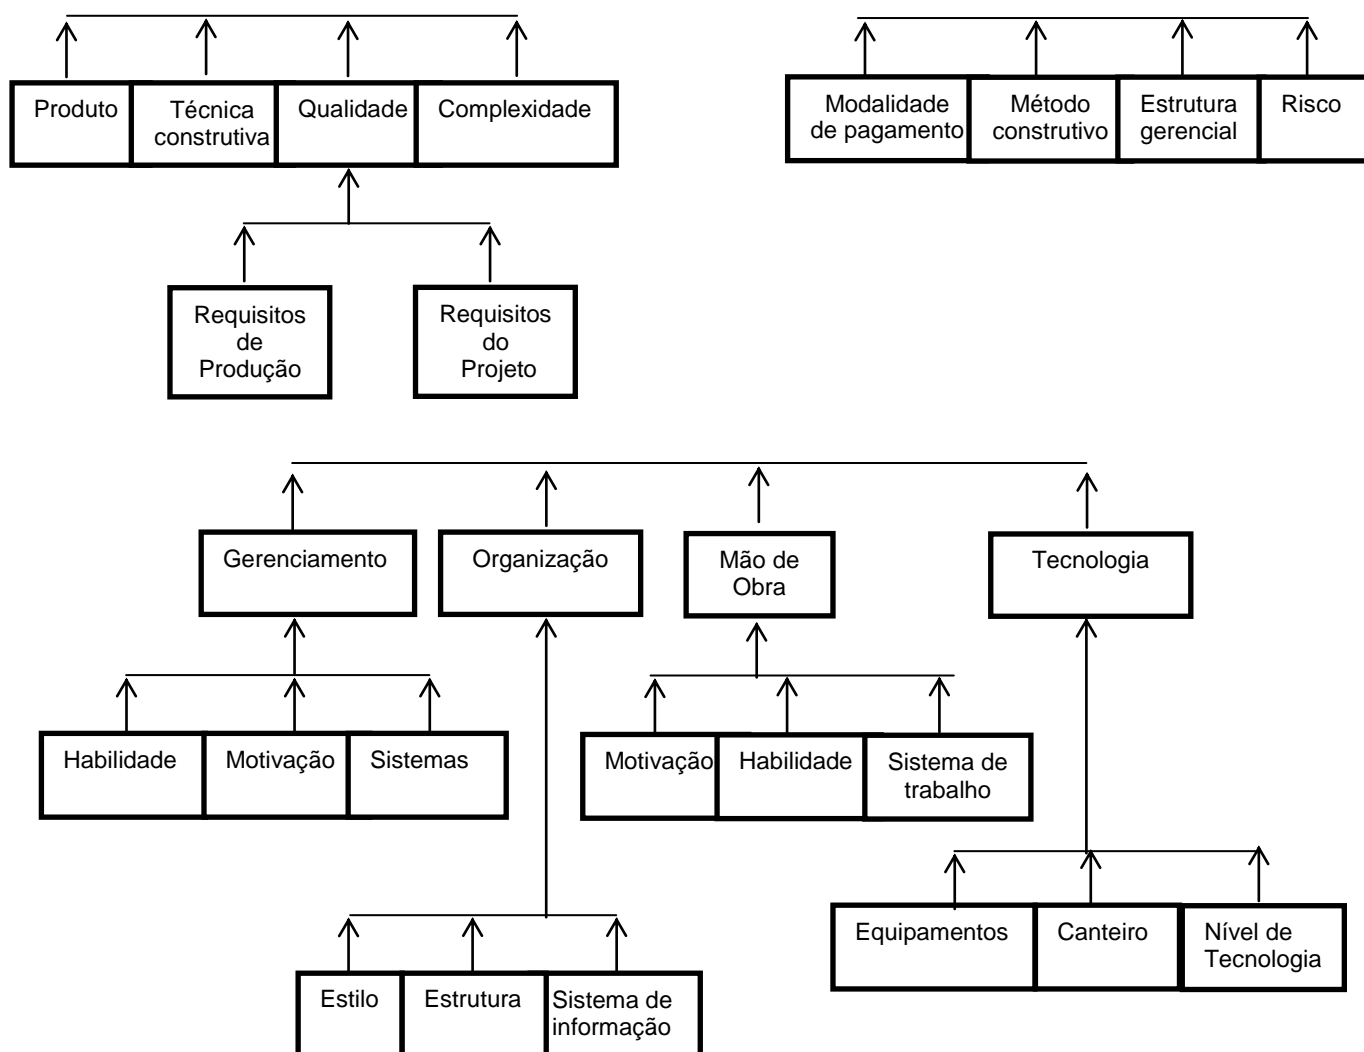 Produto
Técnica
construtiva
Qualidade
Complexidade
Modalidade
de pagamento
Método
construtivo
Estrutura
gerencial
Risco
Requisitos
de
Produção
Requisitos
do
Projeto
Gerenciamento
Organização
Mão de
Obra
Tecnologia
Habilidade
Motivação
Sistemas
Motivação
Habilidade
Sistema de
trabalho
Equipamentos
Canteiro
Nível de
Tecnologia
Estilo
Estrutura
Sistema de
informação